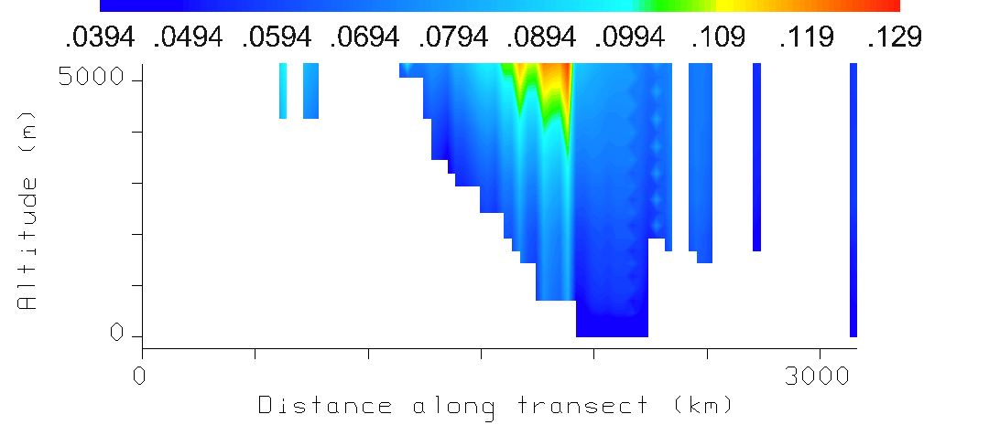 .0394 .0494 .0594 .0694 .0794 .0894 .0994 .109 .119 .129
5000
Altitude (m)
0
0 3000
Distance along transect (km)